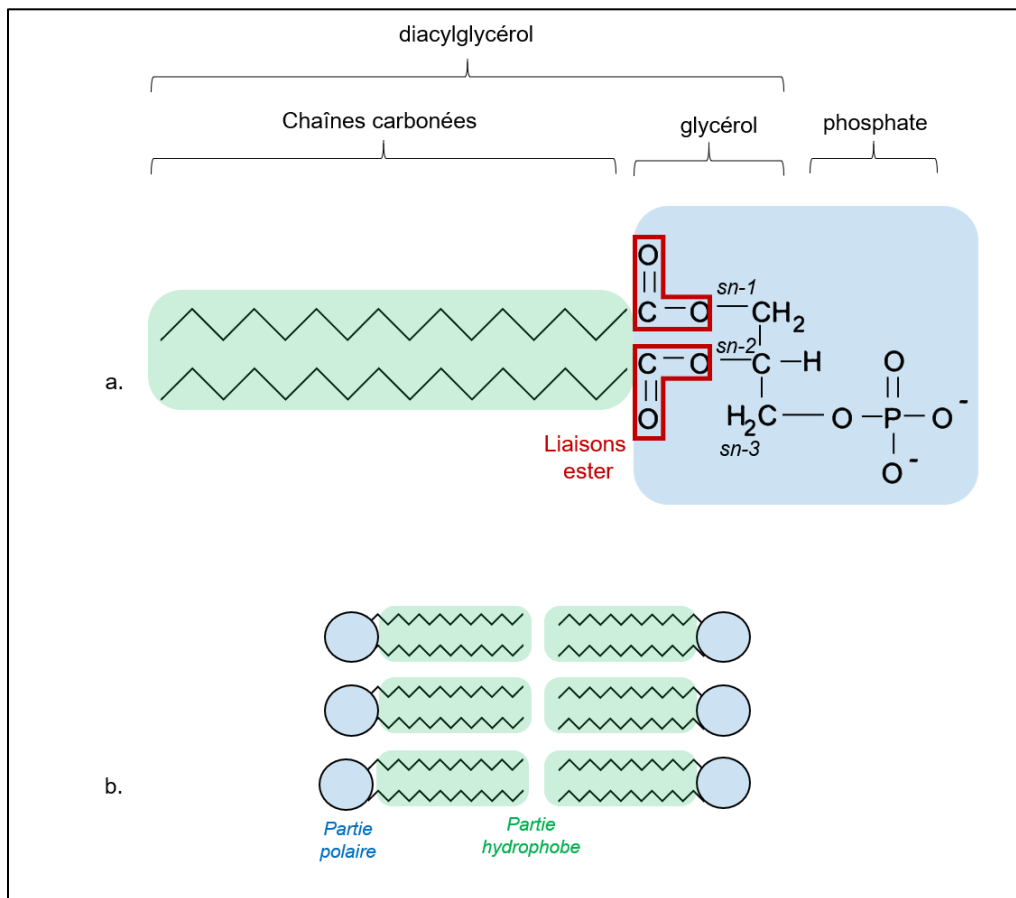 diacylglycérol
Chaînes carbonées
glycérol
phosphate
O
C
O
sn-1
CH2
a.
C
O
sn-2
C
H
O
O
H2C
O
P
O-
sn-3
O-
Liaisons
ester
b.
Partie
polaire
Partie
hydrophobe